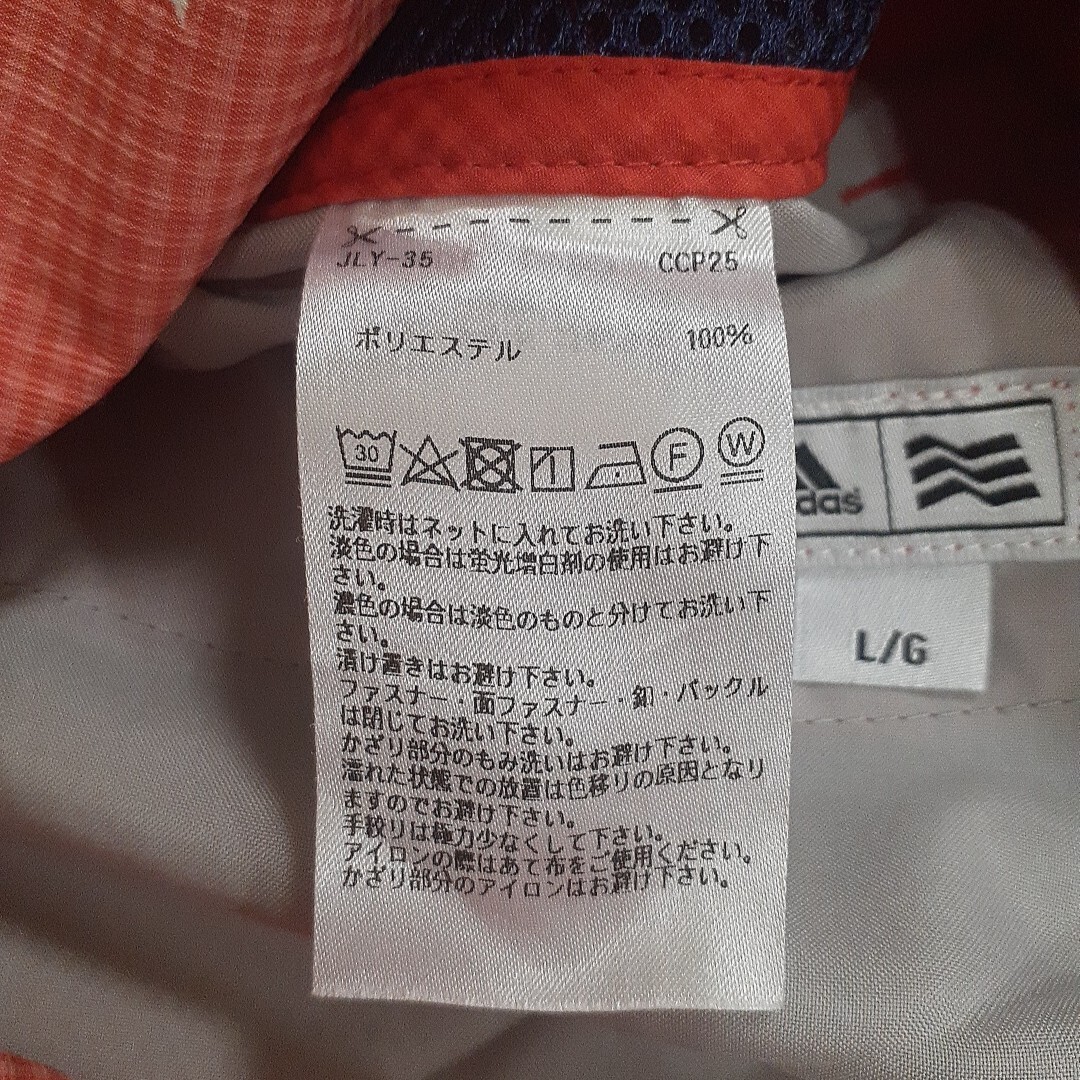 JLY-35 CCP25
ポリエステル 100%
30 F W
洗濯時はネットに入れてお洗い下さい。
淡色の場合は蛍光増白剤の使用はお避け下
さい。
濃色の場合は淡色のものと分けてお洗い下
さい。
漬け置きはお避け下さい。
ファスナー・面ファスナー・釦・バックル
は閉じてお洗い下さい。
かざり部分のもみ洗いはお避け下さい。
濡れた状態での放置は色移りの原因となり
ますのでお避け下さい。
手絞りは極力少なくして下さい。
アイロンの際はあて布をご使用ください。
かざり部分のアイロンはお避け下さい。
das
L/G